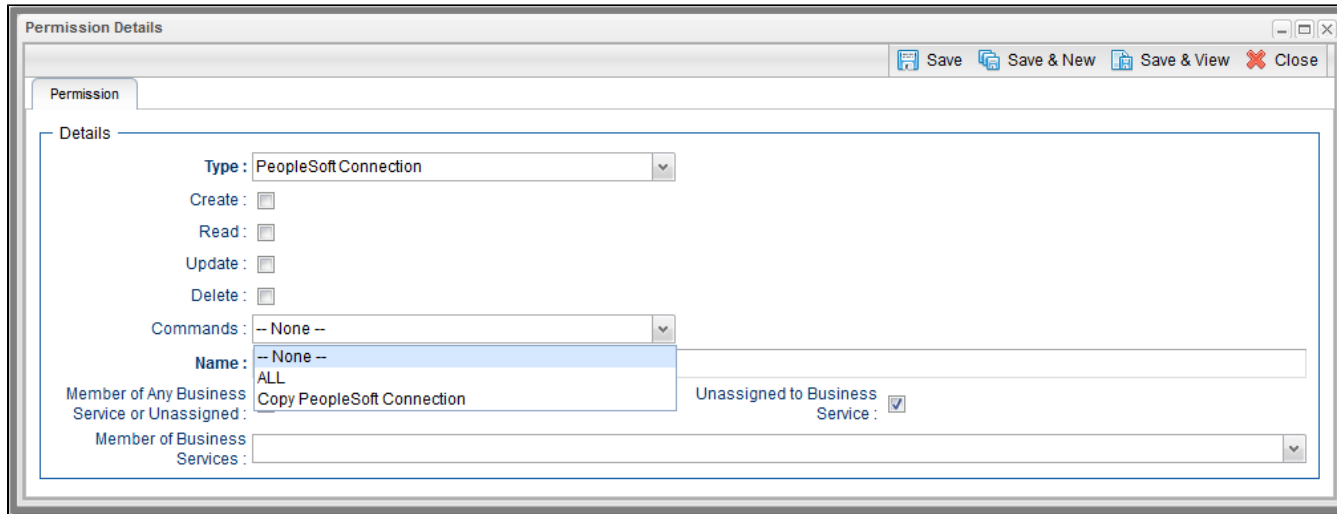 Permission Details
Save Save & New Save & View Close
Permission
Details
Type : PeopleSoft Connection
Create :
Read :
Update :
Delete :
Commands : -- None --
Name : -- None --
ALL
Copy PeopleSoft Connection
Member of Any Business
Service or Unassigned :
Unassigned to Business
Service :
Member of Business
Services :